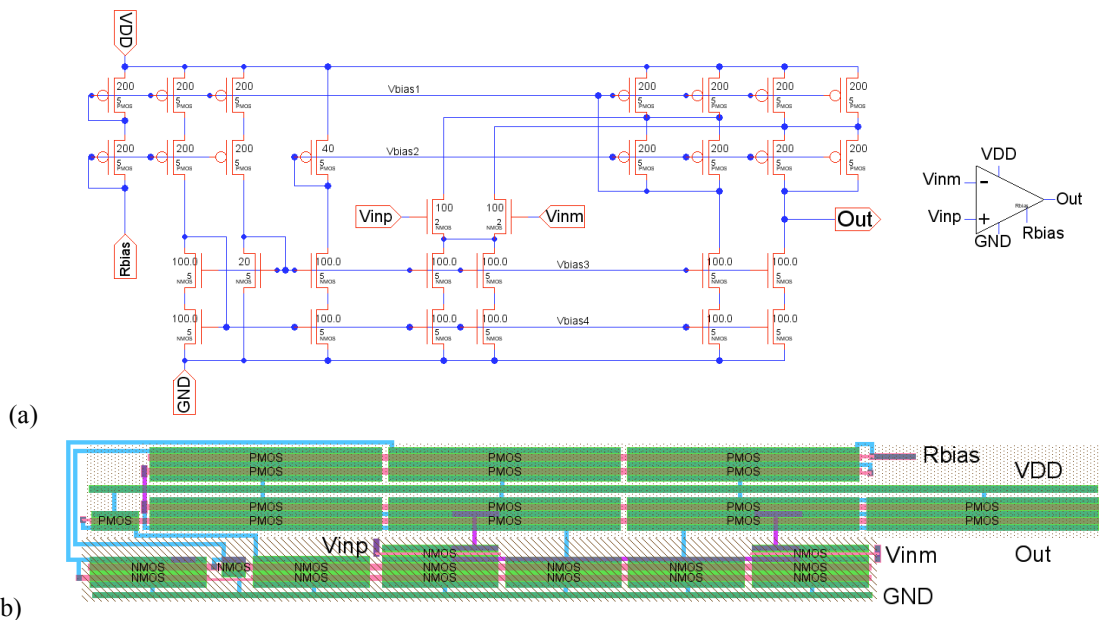 VDD
200 200 200 200 200 200 200
Vbias1
5 5 5 5 5 5 5
PMOS PMOS PMOS PMOS PMOS PMOS PMOS
200 200 200 40 200 200 200 200
Vbias2
5 5 5 5 5 5 5 5
PMOS PMOS PMOS PMOS PMOS PMOS PMOS PMOS
Vinp
100 100
2 2
NMOS NMOS
Vinm
Out
Rbias
100.0 20 100.0 100.0 100.0 100.0 100.0
Vbias3
5 5 5 5 5 5 5
NMOS NMOS NMOS NMOS NMOS NMOS NMOS
100.0 100.0 100.0 100.0 100.0 100.0
Vbias4
5 5 5 5 5 5
NMOS NMOS NMOS NMOS NMOS NMOS
GND
VDD
Vinm
-
Out
Rbias
Vinp
+
GND
Rbias
(a)
PMOS PMOS PMOS
PMOS PMOS PMOS
Rbias
VDD
PMOS PMOS PMOS PMOS
PMOS PMOS PMOS PMOS PMOS
Vinp
NMOS NMOS
Vinm
Out
NMOS NMOS NMOS NMOS NMOS NMOS NMOS
NMOS NMOS NMOS NMOS NMOS NMOS
GND
b)